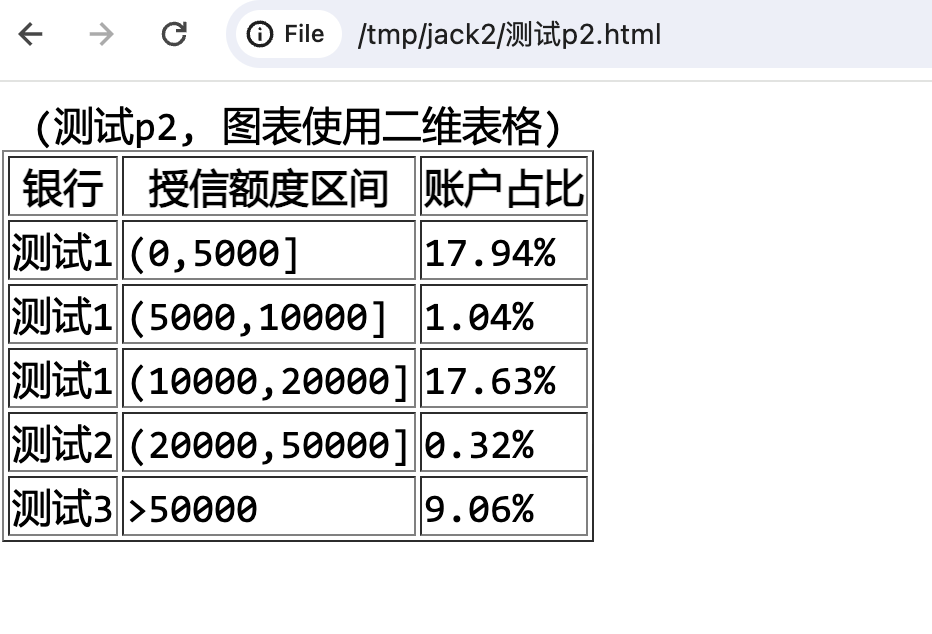 File /tmp/jack2/测试p2.html
（测试p2, 图表使用二维表格）
银行 授信额度区间 账户占比
测试1 (0,5000] 17.94%
测试1 (5000,10000] 1.04%
测试1 (10000,20000] 17.63%
测试2 (20000,50000] 0.32%
测试3 >50000 9.06%